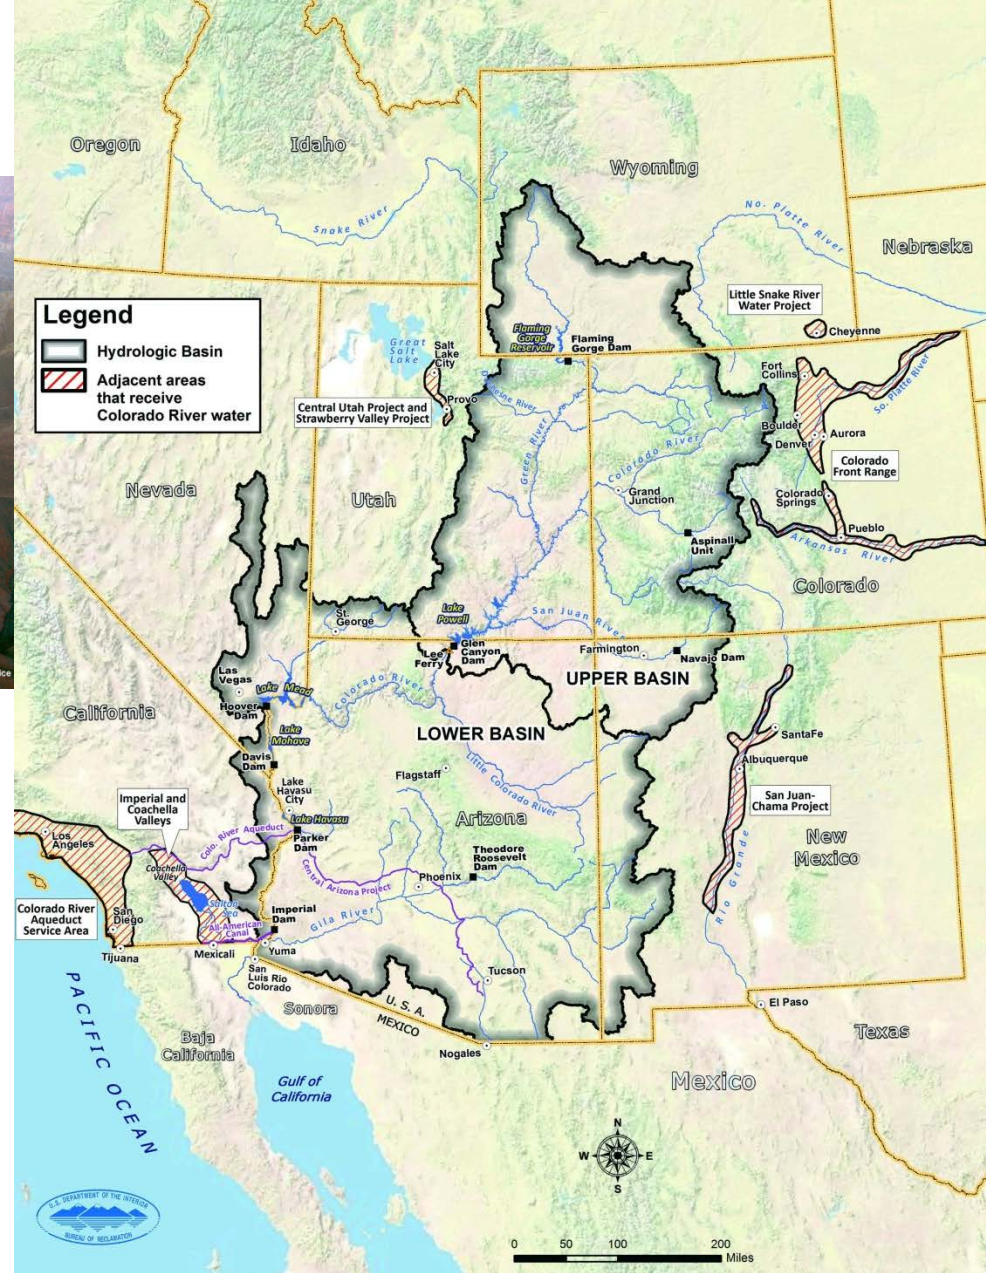 Oregon
Idaho
Wyoming
Snake River
No. Platte River
Nebraska
Legend
Hydrologic Basin
Adjacent areas
that receive
Colorado River water
Little Snake River
Water Project
Cheyenne
Flaming
Gorge
Reservoir
Flaming
Gorge Dam
Great
Salt
Lake
Salt
Lake
City
Provo
Central Utah Project and
Strawberry Valley Project
Fort
Collins
So. Platte River
Boulder
Denver
Aurora
Colorado
Front Range
Green River
Colorado River
Nevada
Utah
Grand
Junction
Colorado
Springs
Pueblo
Arkansas River
Aspinall
Unit
Colorado
St.
George
Lake
Powell
San Juan River
Lee
Ferry
Glen
Canyon
Dam
Farmington
Navajo Dam
UPPER BASIN
Las
Vegas
Lake Mead
Colorado River
Hoover
Dam
California
LOWER BASIN
Lake
Mohave
Davis
Dam
SantaFe
Albuquerque
Flagstaff
Little Colorado River
Lake
Havasu
City
Imperial and
Coachella
Valleys
San Juan-
Chama Project
Lake Havasu
Arizona
Los
Angeles
Colo. River Aqueduct
Parker
Dam
New
Mexico
Coachella
Valley
Theodore
Roosevelt
Dam
Central Arizona Project
Phoenix
Rio Grande
Colorado River
Aqueduct
Service Area
San
Diego
Salton
Sea
Imperial
Dam
Gila River
All-American
Canal
Tijuana
Mexicali
Yuma
San
Luis Rio
Colorado
Tucson
Sonora
U. S. A.
MEXICO
El Paso
Texas
Baja
California
Nogales
PACIFIC OCEAN
Gulf of
California
Mexico
N
W
E
S
U.S. DEPARTMENT OF THE INTERIOR
BUREAU OF RECLAMATION
0 50 100 200
Miles